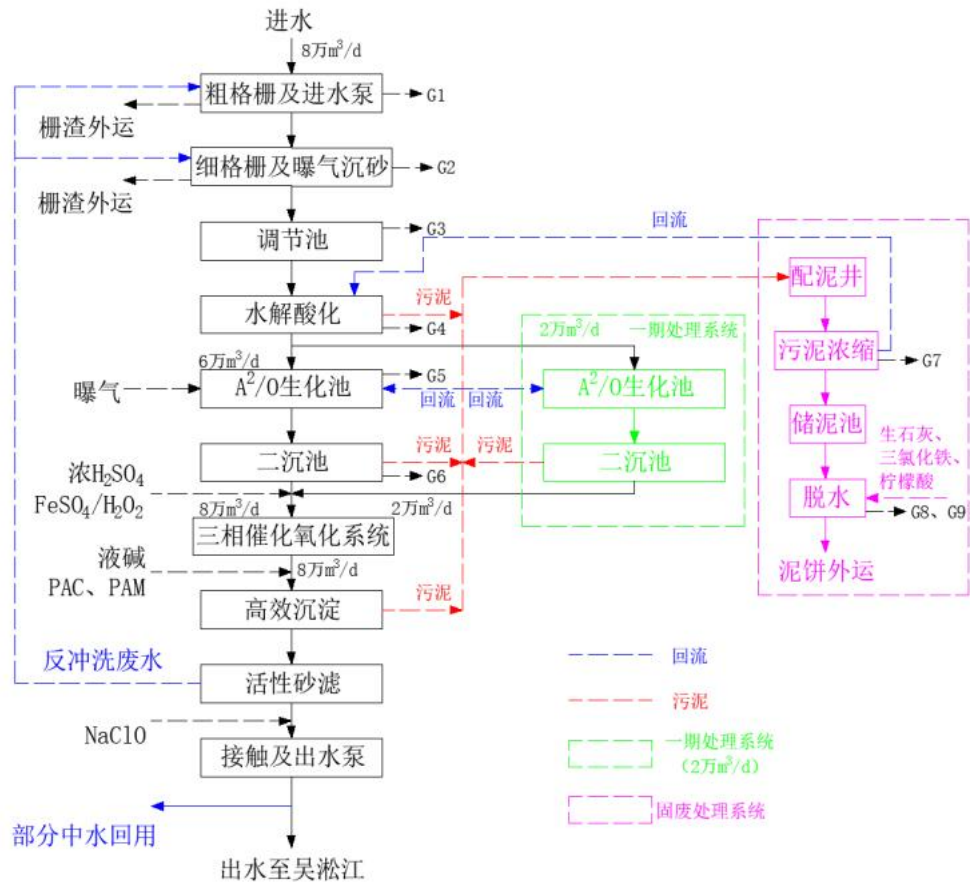 进水
8万m³/d
粗格栅及进水泵
G1
栅渣外运
细格栅及曝气沉砂
G2
栅渣外运
调节池
G3
回流
水解酸化
污泥
G4
6万m³/d
2万m³/d 一期处理系统
曝气
A²/O生化池
G5
回流 回流
A²/O生化池
二沉池
污泥 污泥
G6
二沉池
浓H₂SO₄
FeSO₄/H₂O₂
8万m³/d
2万m³/d
三相催化氧化系统
液碱
PAC、PAM
8万m³/d
高效沉淀
污泥
反冲洗废水
活性砂滤
NaClO
接触及出水泵
部分中水回用
出水至吴淞江
配泥井
污泥浓缩
G7
储泥池
生石灰、
三氯化铁、
柠檬酸
脱水
G8、G9
泥饼外运
回流
污泥
一期处理系统
（2万m³/d）
固废处理系统